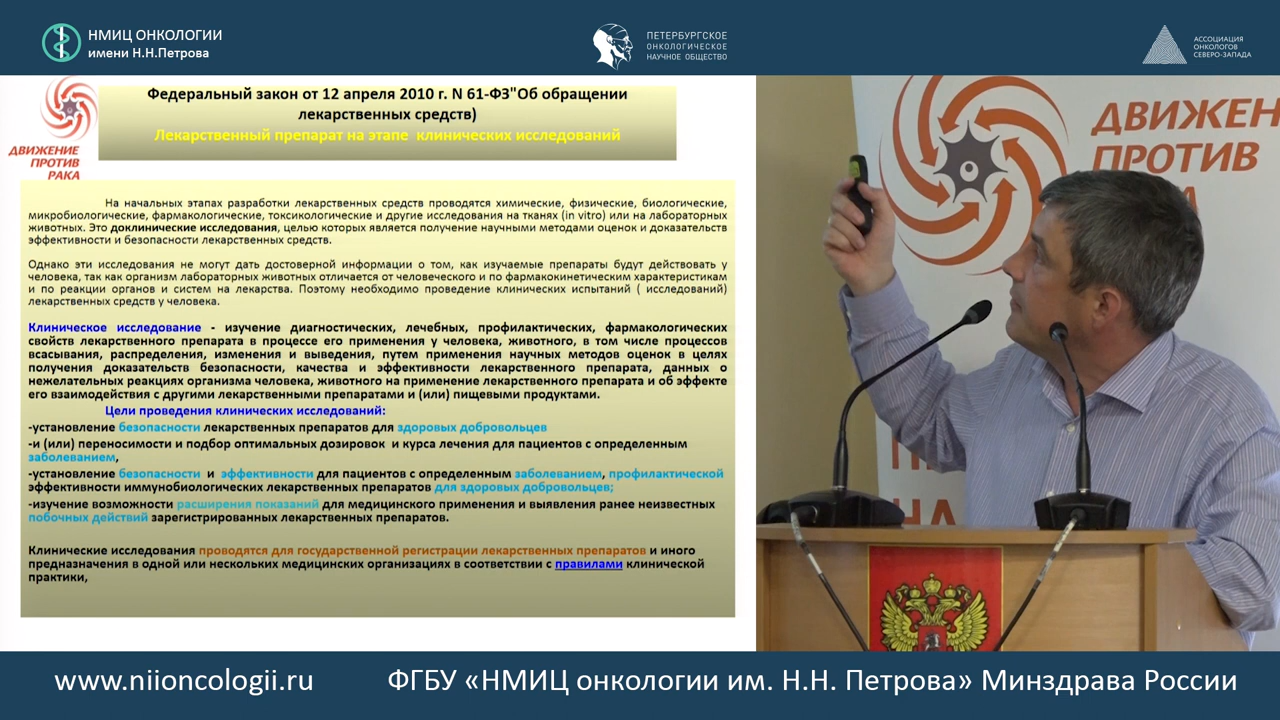 НМИЦ ОНКОЛОГИИ
имени Н.Н.Петрова
ПЕТЕРБУРГСКОЕ
ОНКОЛОГИЧЕСКОЕ
НАУЧНОЕ ОБЩЕСТВО
АССОЦИАЦИЯ
ОНКОЛОГОВ
СЕВЕРО-ЗАПАДА
ДВИЖЕНИЕ
ПРОТИВ
РАКА
Федеральный закон от 12 апреля 2010 г. N 61-ФЗ"Об обращении
лекарственных средств)
Лекарственный препарат на этапе клинических исследований
На начальных этапах разработки лекарственных средств проводятся химические, физические, биологические,
микробиологические, фармакологические, токсикологические и другие исследования на тканях (in vitro) или на лабораторных
животных. Это доклинические исследования, целью которых является получение научными методами оценок и доказательств
эффективности и безопасности лекарственных средств.
Однако эти исследования не могут дать достоверной информации о том, как изучаемые препараты будут действовать у
человека, так как организм лабораторных животных отличается от человеческого и по фармакокинетическим характеристикам
и по реакции органов и систем на лекарства. Поэтому необходимо проведение клинических испытаний ( исследований)
лекарственных средств у человека.
Клиническое исследование - изучение диагностических, лечебных, профилактических, фармакологических
свойств лекарственного препарата в процессе его применения у человека, животного, в том числе процессов
всасывания, распределения, изменения и выведения, путем применения научных методов оценок в целях
получения доказательств безопасности, качества и эффективности лекарственного препарата, данных о
нежелательных реакциях организма человека, животного на применение лекарственного препарата и об эффекте
его взаимодействия с другими лекарственными препаратами и (или) пищевыми продуктами.
Цели проведения клинических исследований:
-установление безопасности лекарственных препаратов для здоровых добровольцев
-и (или) переносимости и подбор оптимальных дозировок и курса лечения для пациентов с определенным
заболеванием,
-установление безопасности и эффективности для пациентов с определенным заболеванием, профилактической
эффективности иммунобиологических лекарственных препаратов для здоровых добровольцев;
-изучение возможности расширения показаний для медицинского применения и выявления ранее неизвестных
побочных действий зарегистрированных лекарственных препаратов.
Клинические исследования проводятся для государственной регистрации лекарственных препаратов и иного
предназначения в одной или нескольких медицинских организациях в соответствии с правилами клинической
практики,
ДВИЖЕН
ПРОТИВ
НА
www.niioncologii.ru
ФГБУ «НМИЦ онкологии им. Н.Н. Петрова» Минздрава России